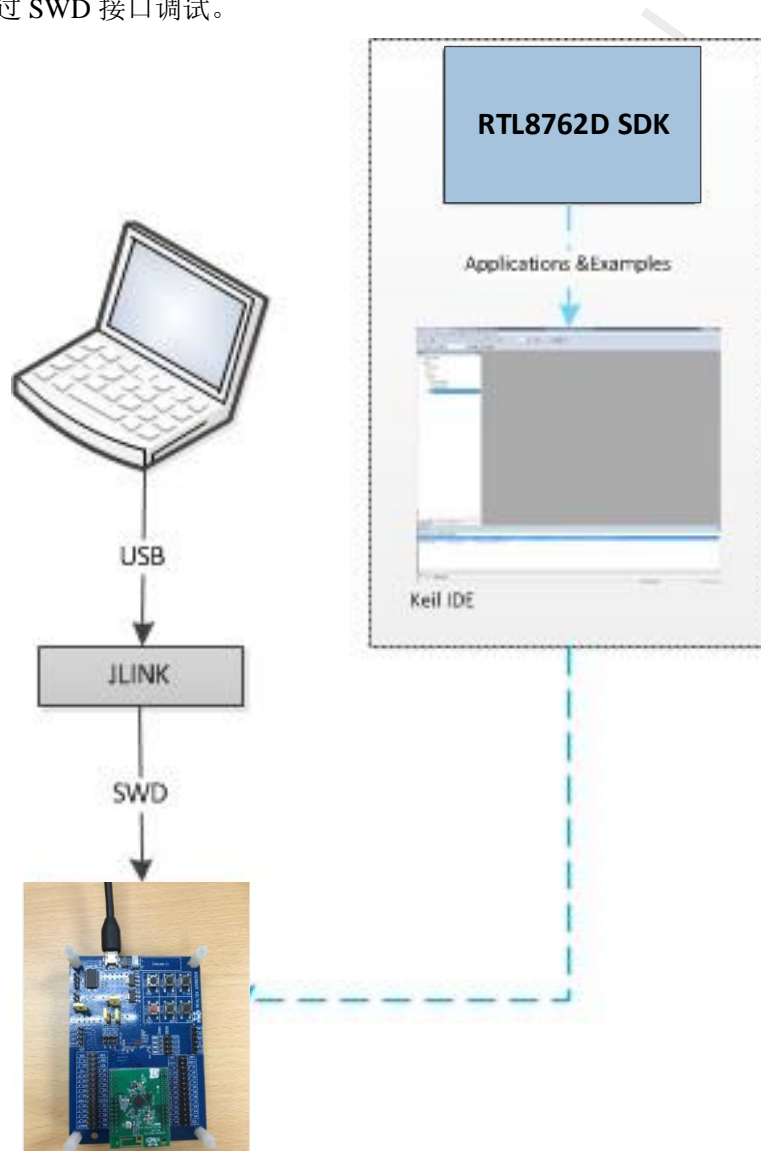 过 SWD 接口调试。
RTL8762D SDK
Applications &Examples
Keil IDE
USB
JLINK
SWD